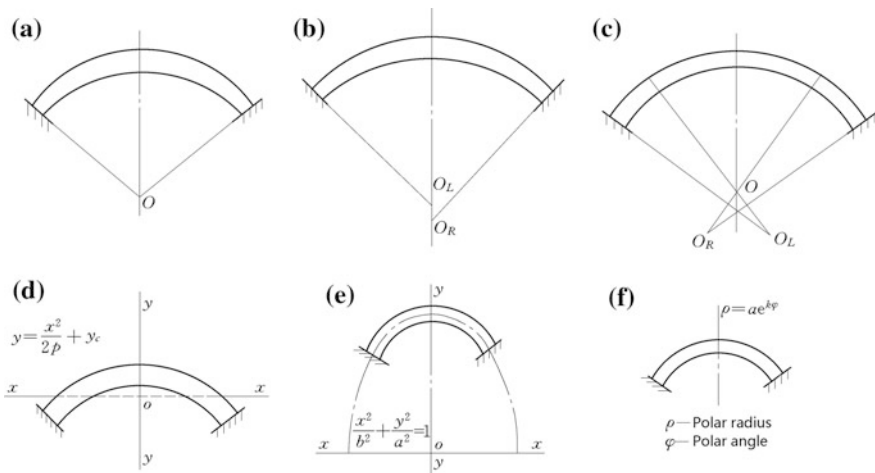 (a)
O
(b)
O_L
O_R
(c)
O
O_R
O_L
(d)
y
y = x²/2p + y_c
x
x
o
y
(e)
y
x²/b² + y²/a² = 1
x
o
x
y
(f)
ρ = ae^{kφ}
ρ — Polar radius
φ — Polar angle